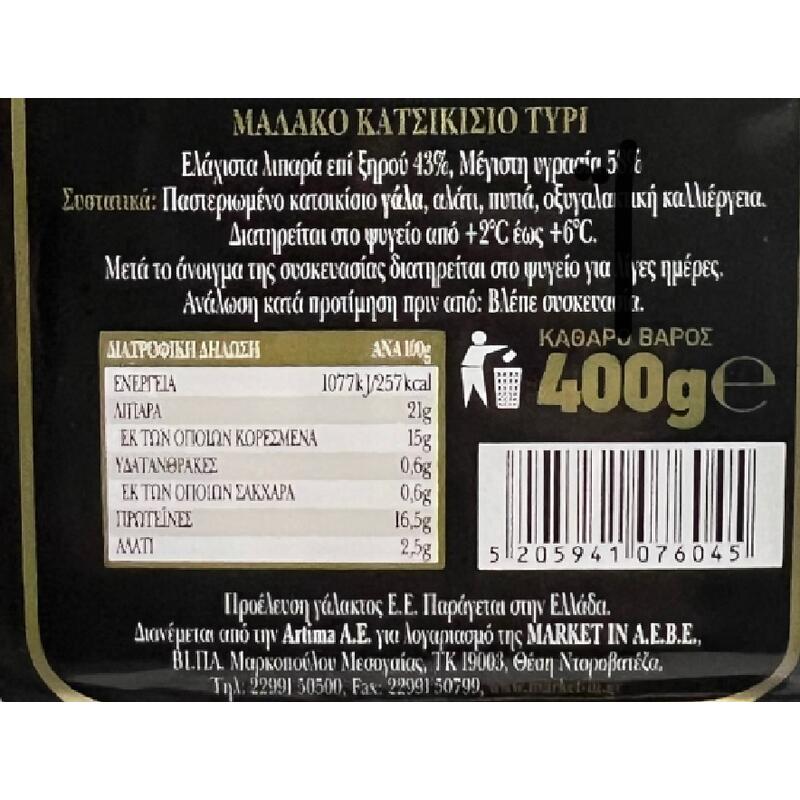 ΜΑΛΑΚΟ ΚΑΤΣΙΚΙΣΙΟ ΤΥΡΙ
Ελάχιστα λιπαρά επί ξηρού 43%, Μέγιστη υγρασία
Συστατικά: Παστεριωμένο κατσικίσιο γάλα, αλάτι, πυτιά, καλλιέργεια.
Διατηρείται στο ψυγείο από +2°C έως +6°C.
Μετά το άνοιγμα της συσκευασίας διατηρείται στο ψυγείο για ημέρες.
Ανάλωση κατά προτίμηση πριν από: Βλέπε
ΔΙΑΤΡΟΦΙΚΗ ΔΗΛΩΣΗ ΑΝΑ 100g
ΕΝΕΡΓΕΙΑ 1077kJ/257kcal
ΛΙΠΑΡΑ 21g
ΕΚ ΤΩΝ ΟΠΟΙΩΝ ΚΟΡΕΣΜΕΝΑ 15g
ΥΔΑΤΑΝΘΡΑΚΕΣ 0,6g
ΕΚ ΤΩΝ ΟΠΟΙΩΝ ΣΑΚΧΑΡΑ 0,6g
ΠΡΩΤΕΪΝΕΣ 16,5g
ΑΛΑΤΙ 2,5g
ΚΑΘΑΡΟ ΒΑΡΟΣ
400g e
5 205941 076045
Προέλευση γάλακτος Ε.Ε. Παράγεται στην Ελλάδα.
Διανέμεται από την Artima A.E. για λογαριασμό της MARKET IN A.E.B.E.,
ΒΙ.ΠΑ. Μαρκοπούλου Μεσογαίας, ΤΚ 19003, Θέση Ντοροβατέζα,
Τηλ: 22991 50500, Fax: 22991 50799, www.market-in.gr